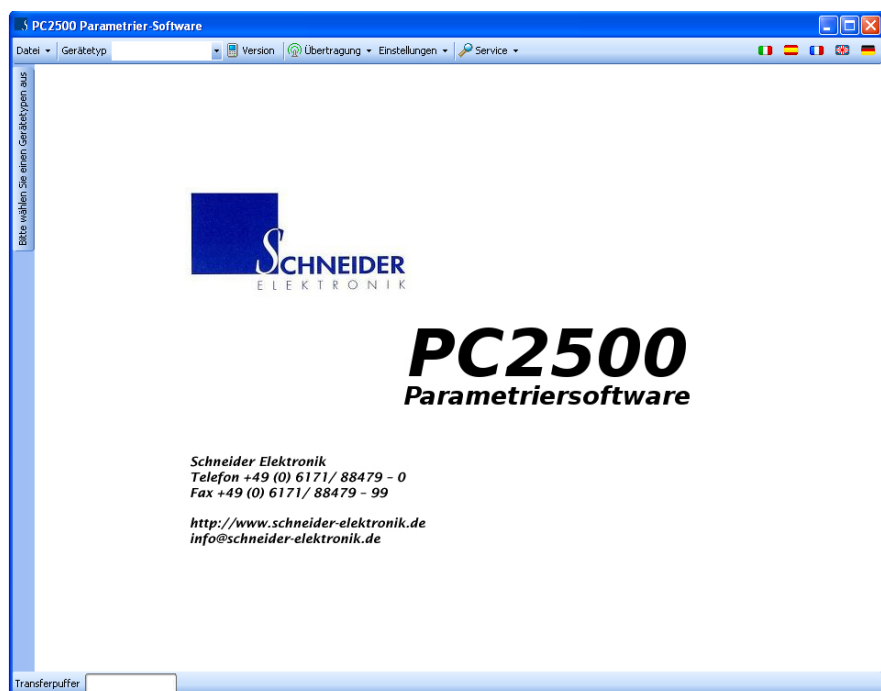 PC2500 Parametrier-Software
Datei Gerätetyp Version Übertragung Einstellungen Service
Bitte wählen Sie einen Gerätetypen aus
SCHNEIDER
ELEKTRONIK
PC2500
Parametriersoftware
Schneider Elektronik
Telefon +49 (0) 6171/ 88479 – 0
Fax +49 (0) 6171/ 88479 – 99
http://www.schneider-elektronik.de
info@schneider-elektronik.de
Transferpuffer